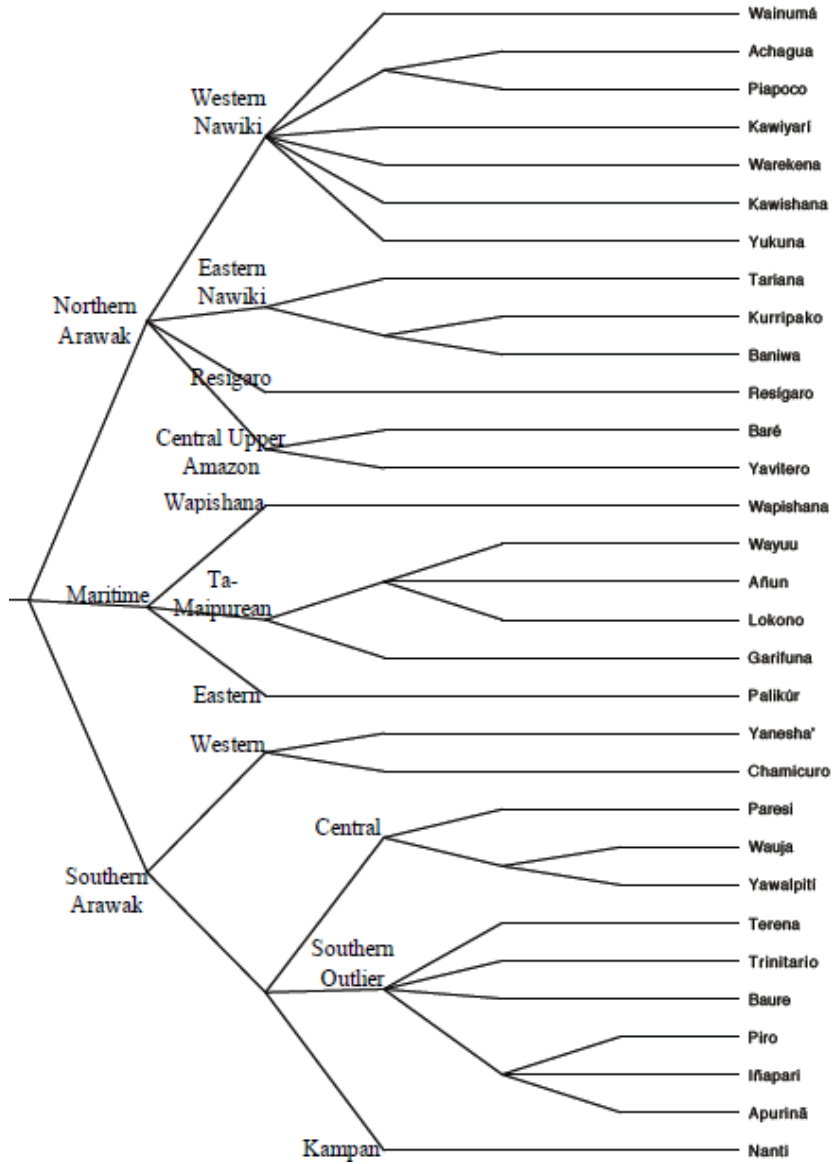 Wainumá
Achagua
Piapoco
Western
Nawiki
Kawiyarí
Warekena
Kawishana
Yukuna
Eastern
Nawiki
Tariana
Northern
Arawak
Kurripako
Baniwa
Resígaro
Resígaro
Baré
Central Upper
Amazon
Yavitero
Wapishana
Wapishana
Wayuu
Ta-
Maipurean
Añun
Maritime
Lokono
Garifuna
Eastern
Palikúr
Western
Yanesha'
Chamicuro
Paresi
Central
Wauja
Southern
Arawak
Yawalpití
Terena
Southern
Outlier
Trinitario
Baure
Piro
Iñapari
Apurinã
Kampan
Nanti